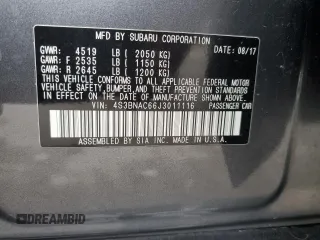 MFD BY SUBARU CORPORATION
GVWR: 4519 LB ( 2050 KG) DATE 08/17
GAWR: F 2535 LB ( 1150 KG)
GAWR: R 2645 LB ( 1200 KG)
THIS VEHICLE CONFORMS TO ALL APPLICABLE FEDERAL MOTOR
VEHICLE SAFETY, BUMPER, AND THEFT PREVENTION STANDARDS
IN EFFECT ON THE DATE OF MANUFACTURE SHOWN ABOVE.
VIN: 4S3BNAC66J3011116 PASSENGER CAR
ASSEMBLED BY SIA MADE IN U.S.A.
© DREAMBID